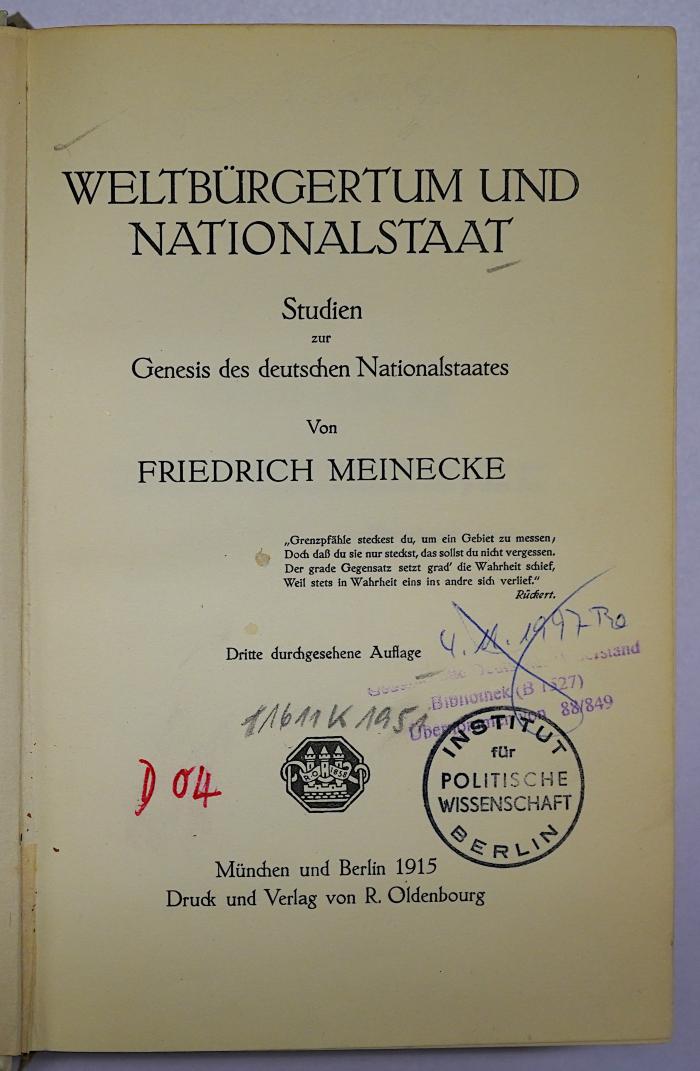 WELTBÜRGERTUM UND
NATIONALSTAAT
Studien
zur
Genesis des deutschen Nationalstaates
Von
FRIEDRICH MEINECKE
„Grenzpfähle steckest du, um ein Gebiet zu messen,
Doch daß du sie nur steckst, das sollst du nicht vergessen.
Der grade Gegensatz setzt grad' die Wahrheit schief,
Weil stets in Wahrheit eins ins andre sich verlief.“
Rückert.
Dritte durchgesehene Auflage
Bibliothek (B 1527)
88/849
11611K 1951
R.O. 1858
D 04
INSTITUT
für
POLITISCHE
WISSENSCHAFT
BERLIN
München und Berlin 1915
Druck und Verlag von R. Oldenbourg